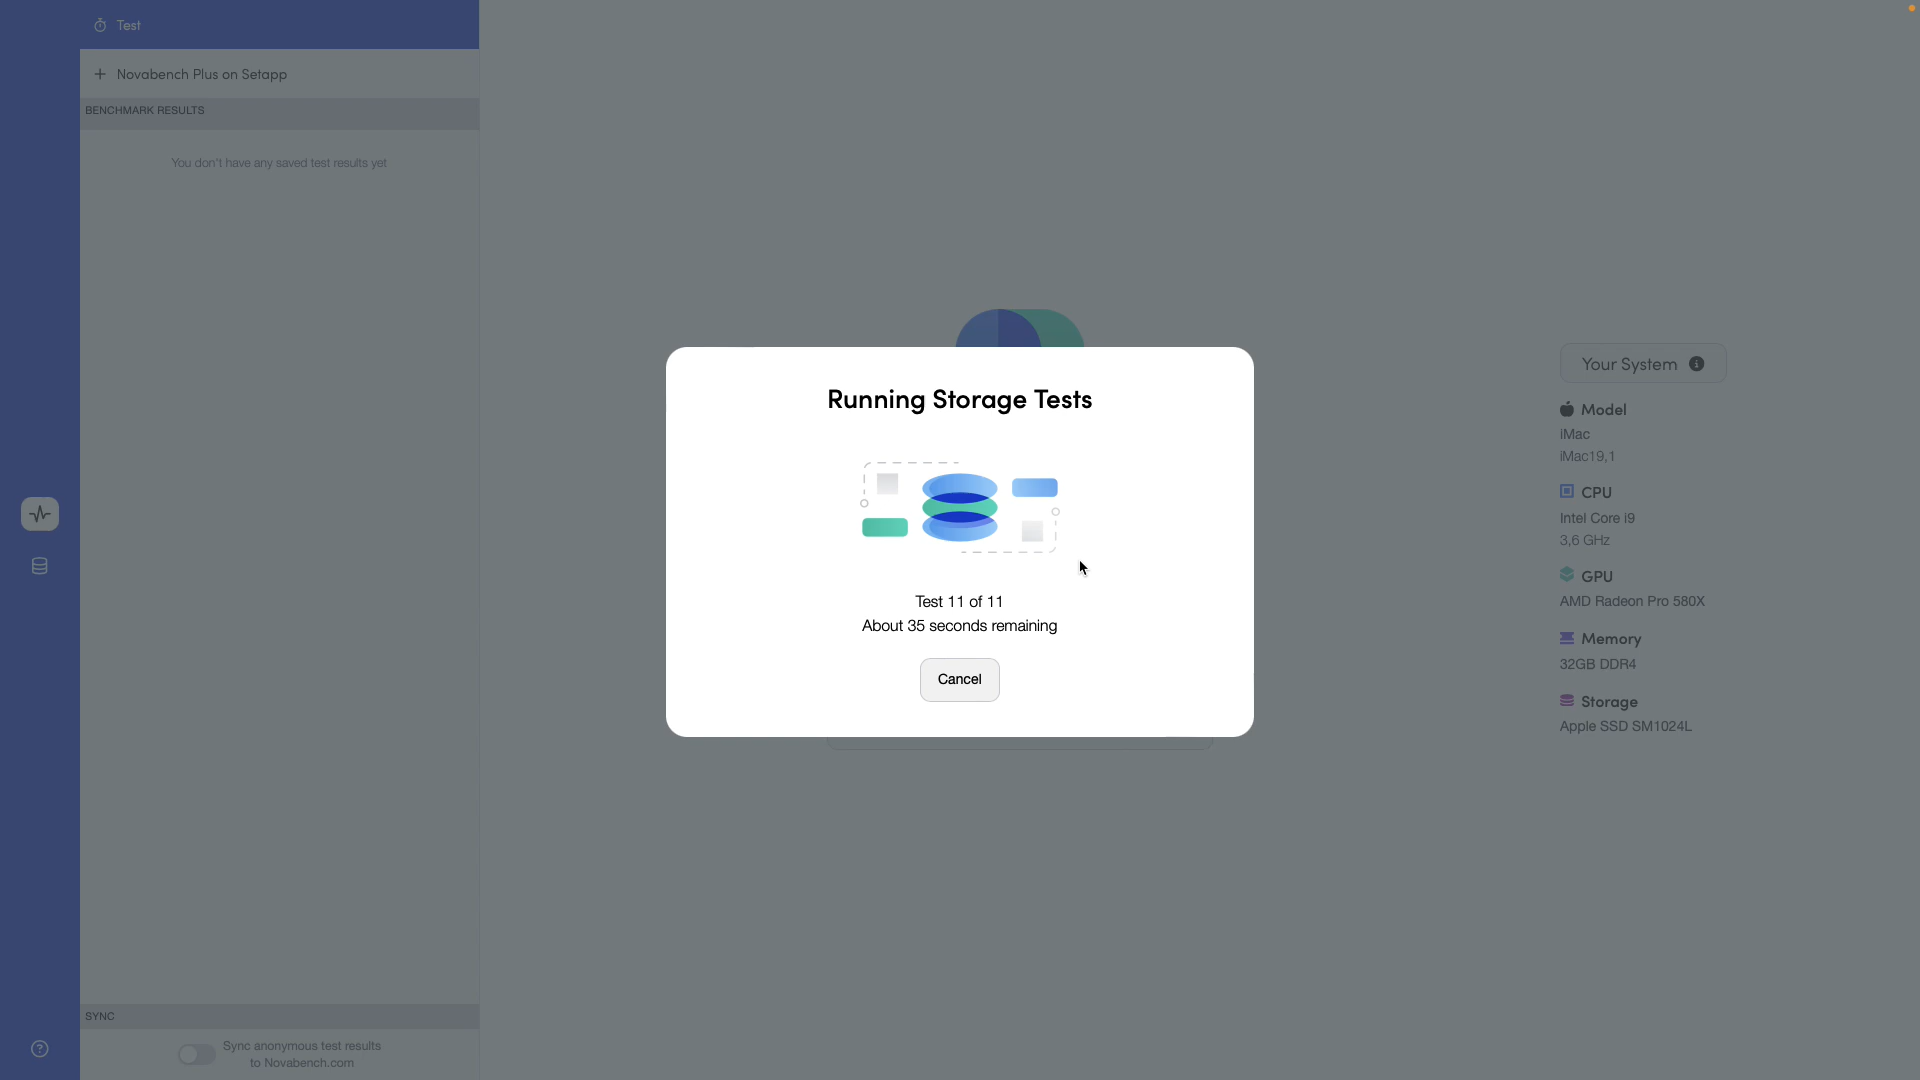 Test
Novabench Plus on Setapp
BENCHMARK RESULTS
You don't have any saved test results yet
Running Storage Tests
Test 11 of 11
About 35 seconds remaining
Cancel
Your System
Model
iMac
iMac19,1
CPU
Intel Core i9
3,6 GHz
GPU
AMD Radeon Pro 580X
Memory
32GB DDR4
Storage
Apple SSD SM1024L
SYNC
Sync anonymous test results
to Novabench.com